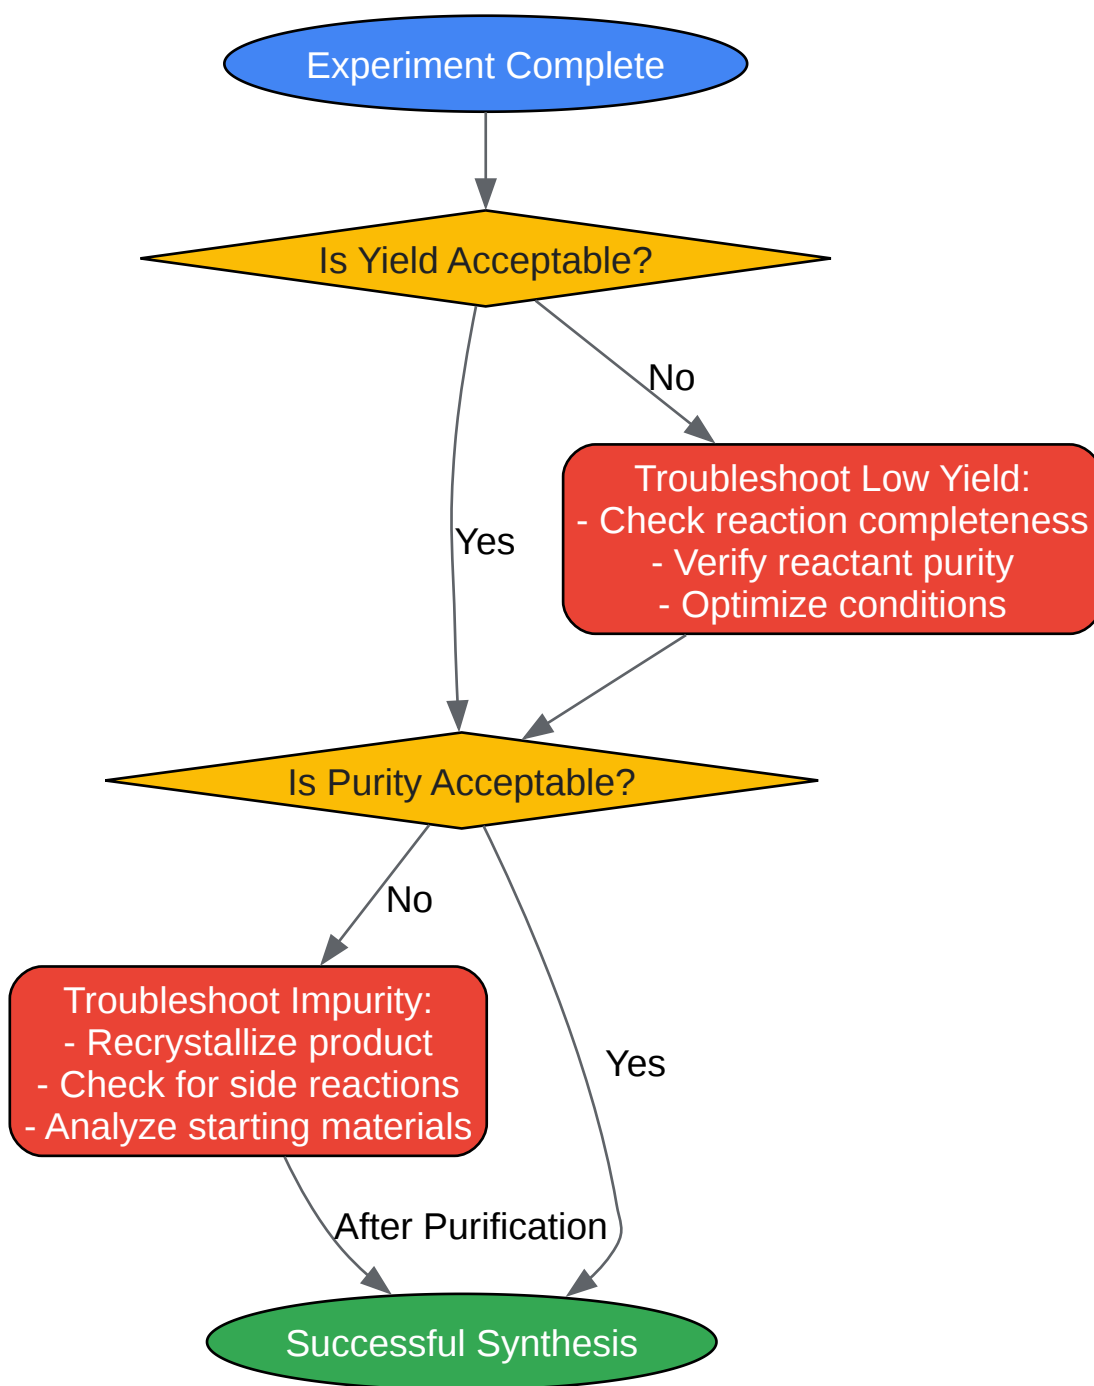 Experiment Complete
Is Yield Acceptable?
No
Troubleshoot Low Yield:
- Check reaction completeness
- Verify reactant purity
- Optimize conditions
Yes
Is Purity Acceptable?
No
Troubleshoot Impurity:
- Recrystallize product
- Check for side reactions
- Analyze starting materials
Yes
After Purification
Successful Synthesis